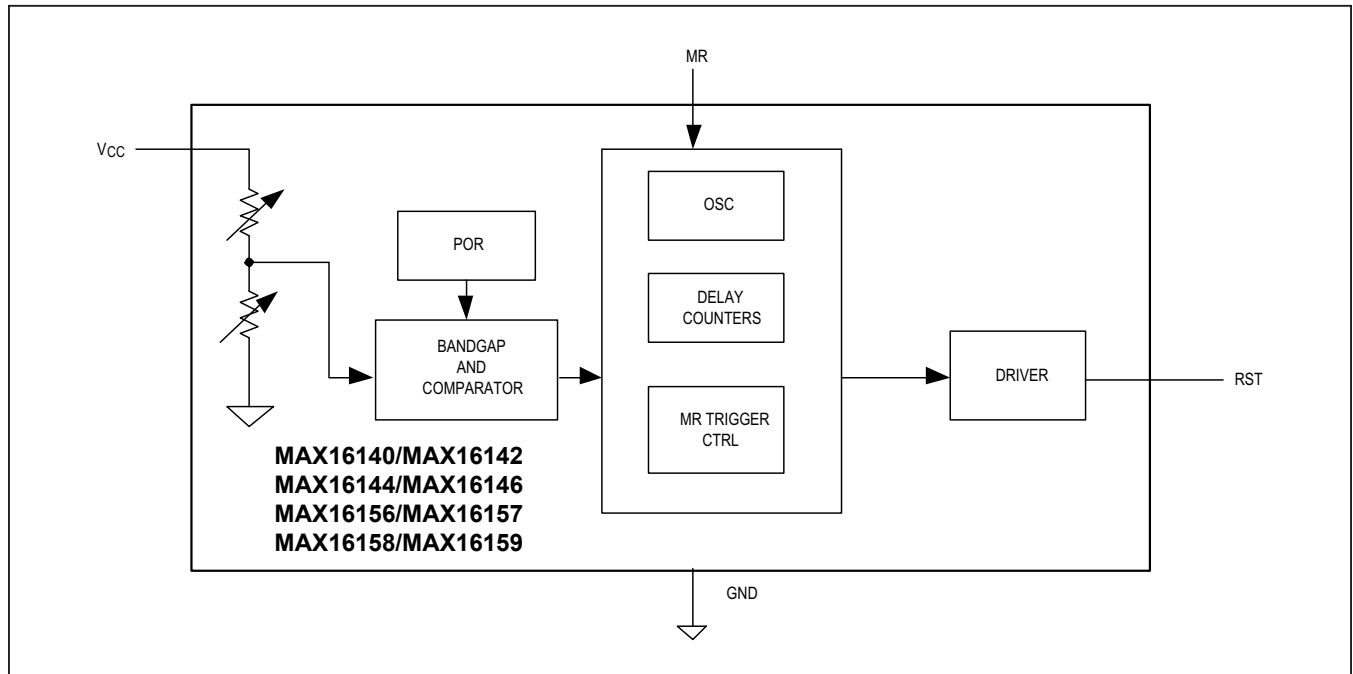 MR
VCC
OSC
POR
DELAY
COUNTERS
BANDGAP
AND
COMPARATOR
DRIVER
RST
MR TRIGGER
CTRL
MAX16140/MAX16142
MAX16144/MAX16146
MAX16156/MAX16157
MAX16158/MAX16159
GND